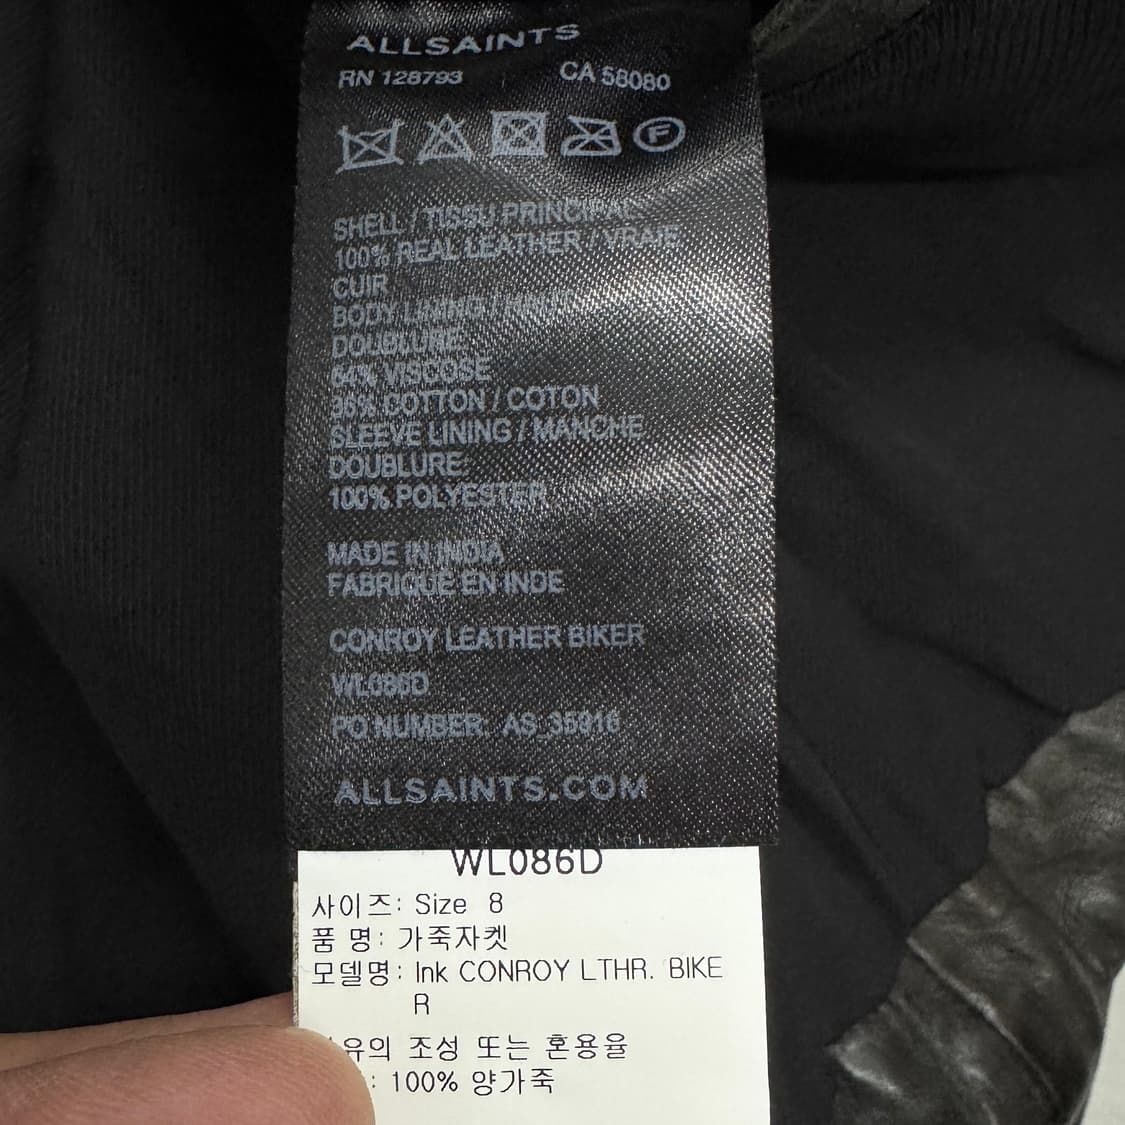 ALLSAINTS
RN 128793 CA 58080
F
SHELL / TISSU PRINCIPAL:
100% REAL LEATHER / VRAIE
CUIR
BODY LINING / HAUT
DOUBLURE:
64% VISCOSE
36% COTTON / COTON
SLEEVE LINING / MANCHE
DOUBLURE:
100% POLYESTER
MADE IN INDIA
FABRIQUE EN INDE
CONROY LEATHER BIKER
WL086D
PO NUMBER: AS 35916
ALLSAINTS.COM
WL086D
사이즈: Size 8
품 명: 가죽자켓
모델명: Ink CONROY LTHR. BIKE
R
조성 또는 혼용율
: 100% 양가죽